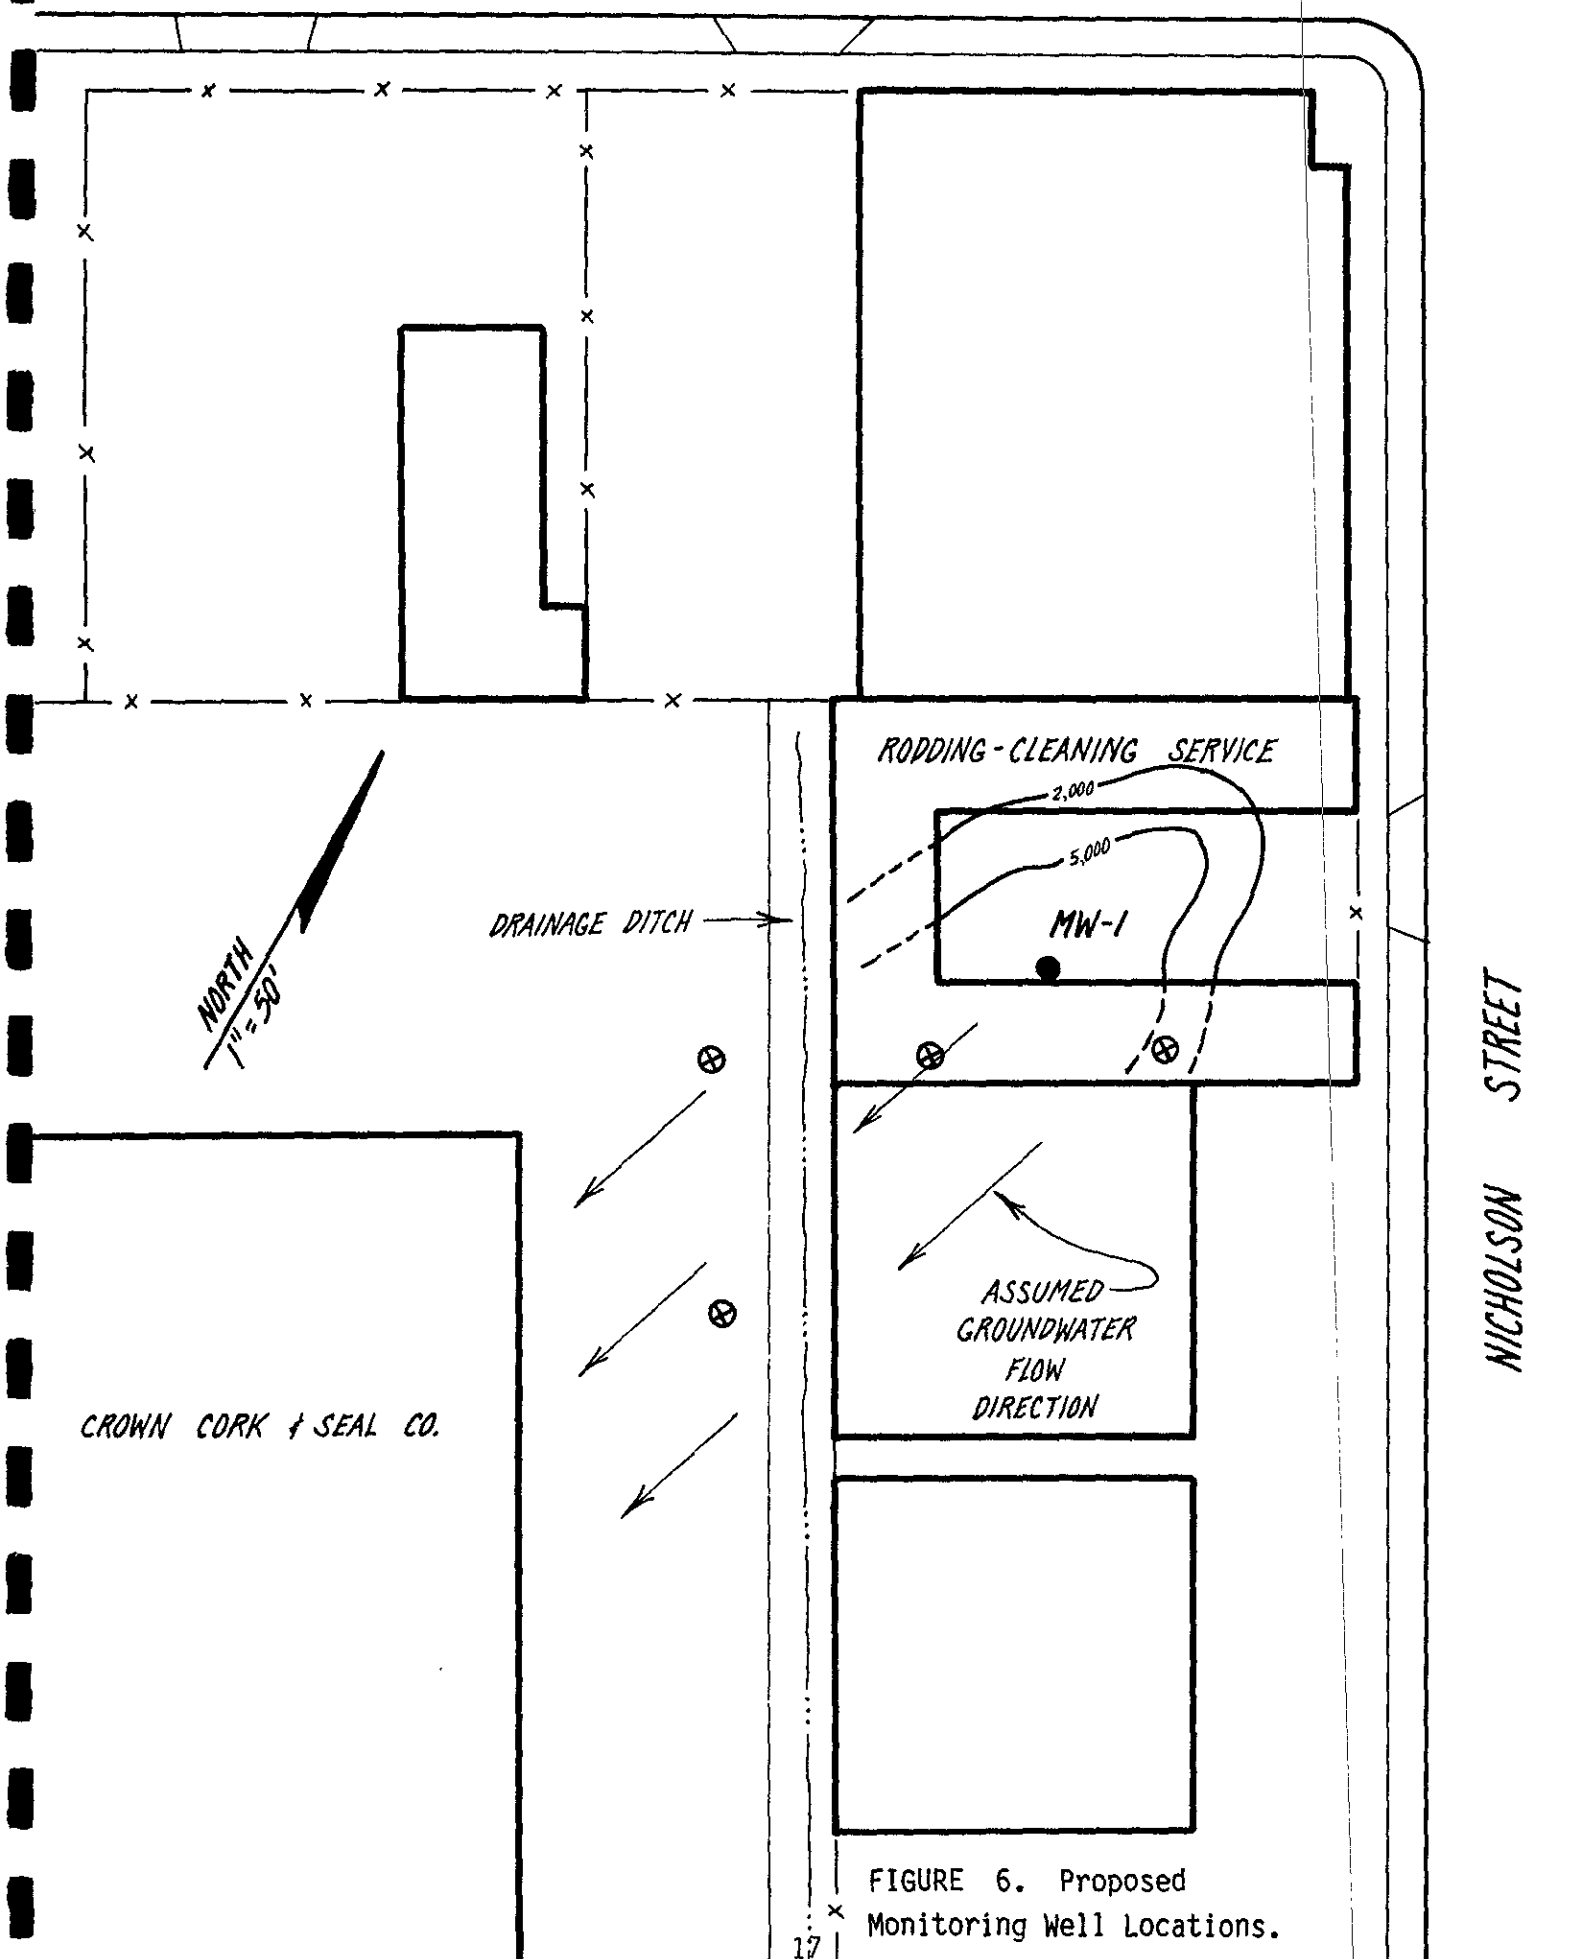 RODDING-CLEANING SERVICE
2,000
5,000
MW-1
DRAINAGE DITCH
NORTH
1"=50'
NICHOLSON STREET
ASSUMED
GROUNDWATER
FLOW
DIRECTION
CROWN CORK & SEAL CO.
FIGURE 6. Proposed
Monitoring Well Locations.
17